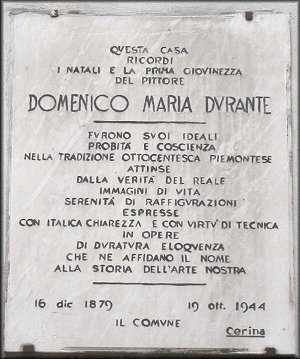 QVESTA CASA
RICORDI
I NATALI E LA PRIMA GIOVINEZZA
DEL PITTORE
DOMENICO MARIA DVRANTE
FVRONO SVOI IDEALI
PROBITÀ E COSCIENZA
NELLA TRADIZIONE OTTOCENTESCA PIEMONTESE
ATTINSE
DALLA VERITÀ DEL REALE
IMMAGINI DI VITA
SERENITÀ DI RAFFIGVRAZIONI
ESPRESSE
CON ITALICA CHIAREZZA E CON VIRTV' DI TECNICA
IN OPERE
DI DVRATVRA ELOQVENZA
CHE NE AFFIDANO IL NOME
ALLA STORIA DELL'ARTE NOSTRA
16 dic 1879 19 ott. 1944
IL COMVNE
Cerina